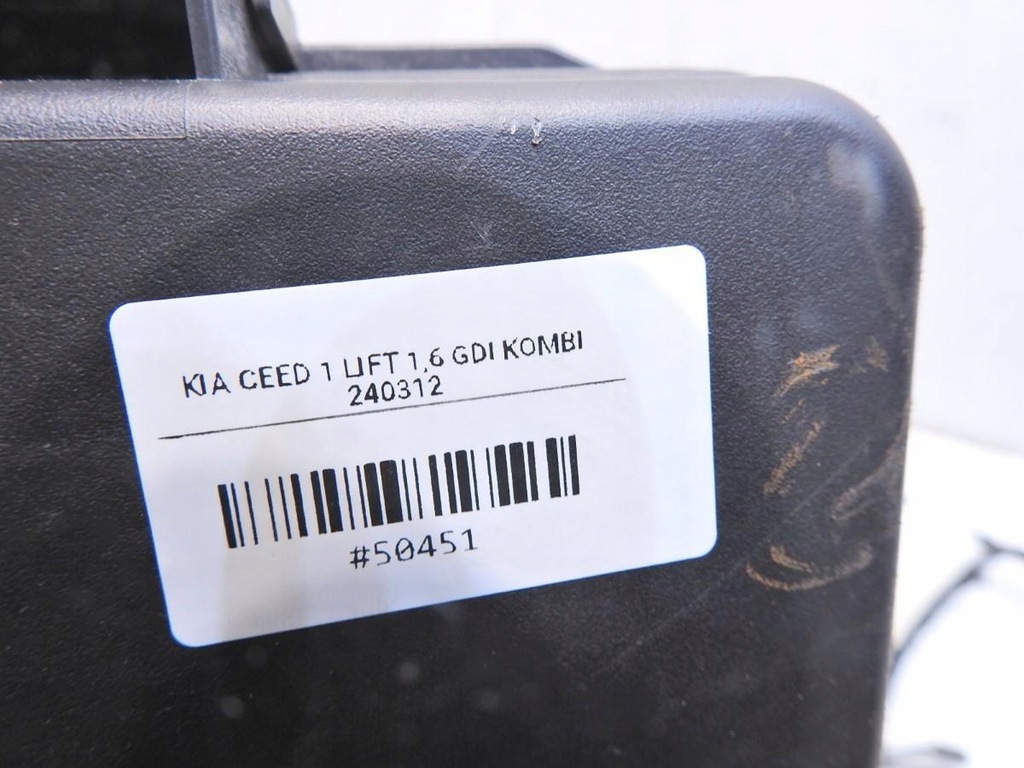 KIA CEED 1 LIFT 1,6 GDI KOMBI
240312
#50451